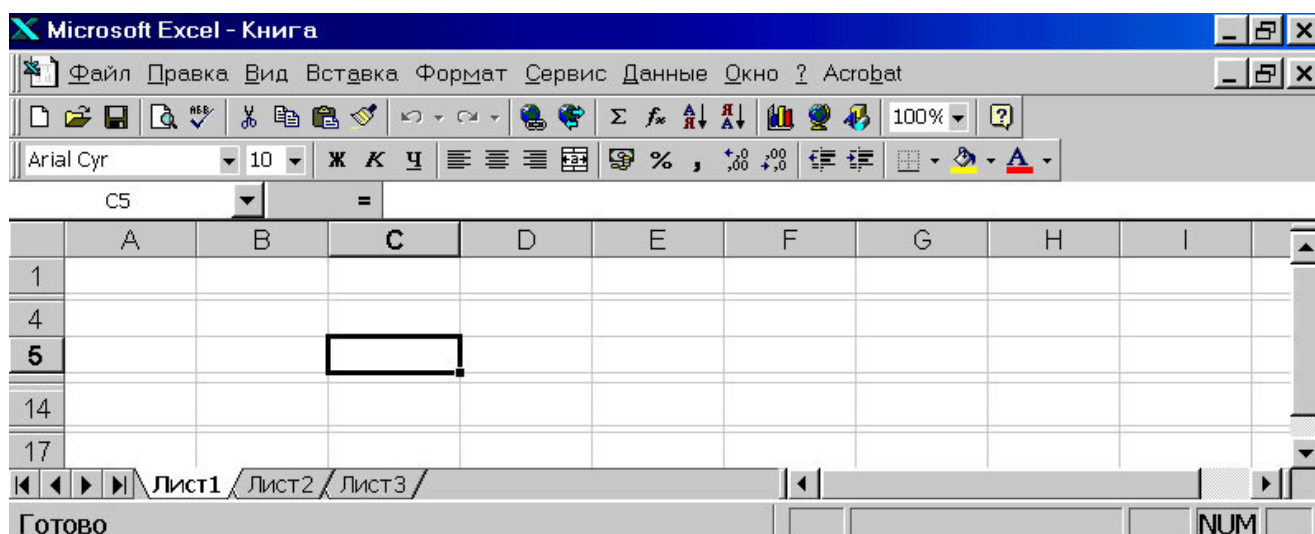 Microsoft Excel - Книга
Файл Правка Вид Вставка Формат Сервис Данные Окно ? Acrobat
100%
Arial Cyr 10 Ж К Ч % ,
C5 =
A B C D E F G H I
1
4
5
14
17
Лист1 Лист2 Лист3
Готово NUM